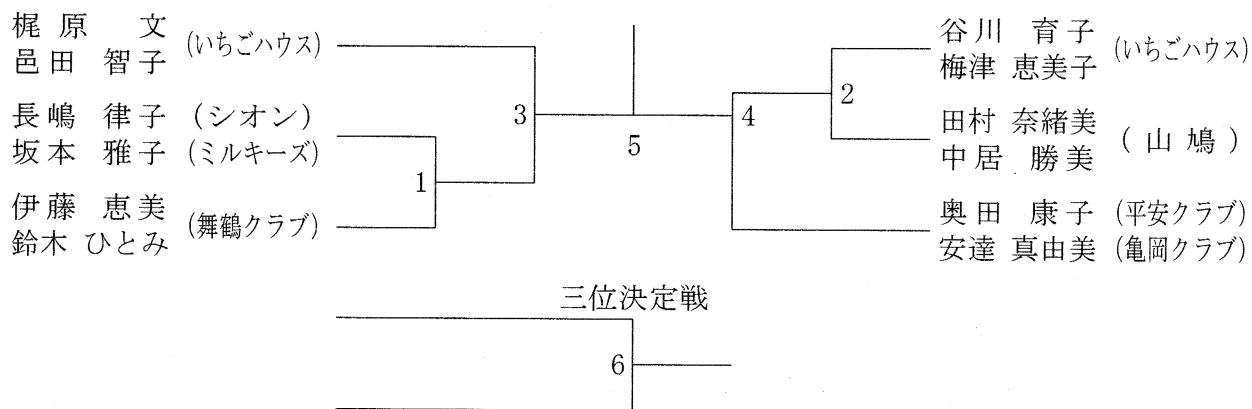 梶原 文
邑田 智子 (いちごハウス)
長嶋 律子 (シオン)
坂本 雅子 (ミルキーズ)
伊藤 恵美
鈴木 ひとみ (舞鶴クラブ)
1
3
5
4
2
谷川 育子
梅津 恵美子 (いちごハウス)
田村 奈緒美
中居 勝美 (山鳩)
奥田 康子 (平安クラブ)
安達 真由美 (亀岡クラブ)
三位決定戦
6